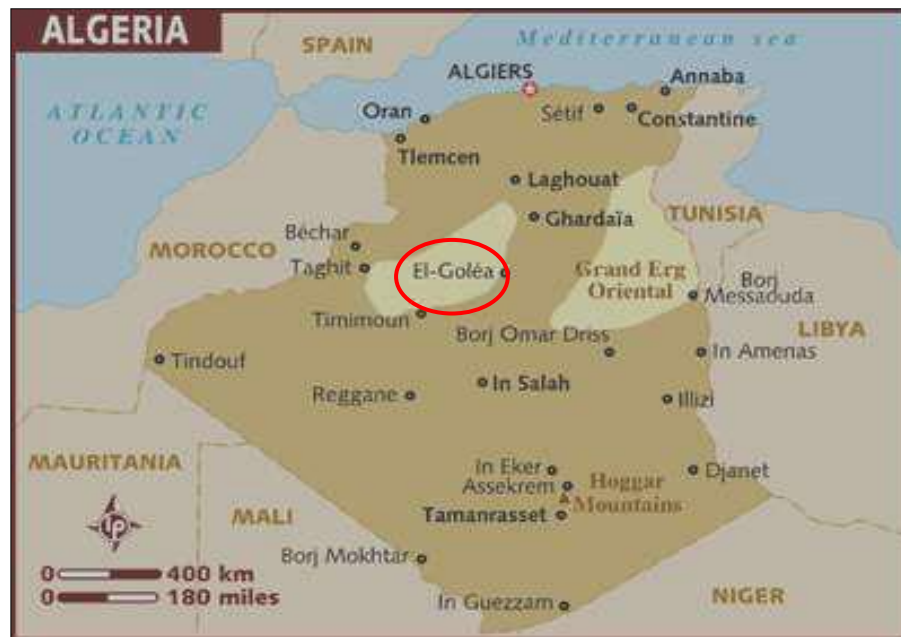 ALGERIA
SPAIN
Mediterranean sea
ATLANTIC
OCEAN
ALGIERS
Annaba
Oran
Sétif
Constantine
Tlemcen
Laghouat
Ghardaïa
TUNISIA
MOROCCO
Béchar
Taghit
El-Goléa
Grand Erg
Oriental
Borj
Messaouda
Timimoun
Borj Omar Driss
LIBYA
Tindouf
In Amenas
In Salah
Reggane
Illizi
MAURITANIA
In Eker
Djanet
Assekrem
Hoggar
Mountains
MALI
Tamanrasset
LP
Borj Mokhtar
0 400 km
0 180 miles
In Guezzam
NIGER